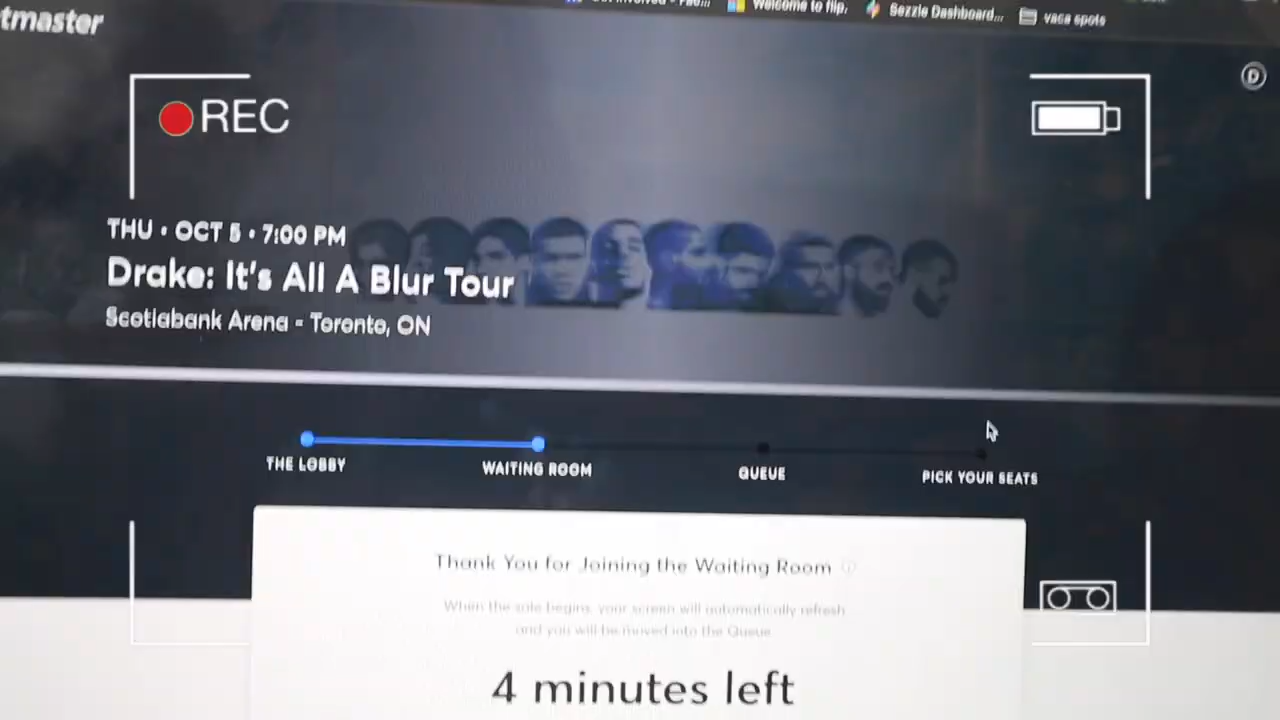 tmaster
Welcome to flip.
Sezzle Dashboard...
vaca spots
REC
THU • OCT 5 • 7:00 PM
Drake: It's All A Blur Tour
Scotiabank Arena - Toronto, ON
THE LOBBY
WAITING ROOM
QUEUE
PICK YOUR SEATS
Thank You for Joining the Waiting Room
When the sale begins, your screen will automatically refresh
and you will be moved into the Queue.
4 minutes left